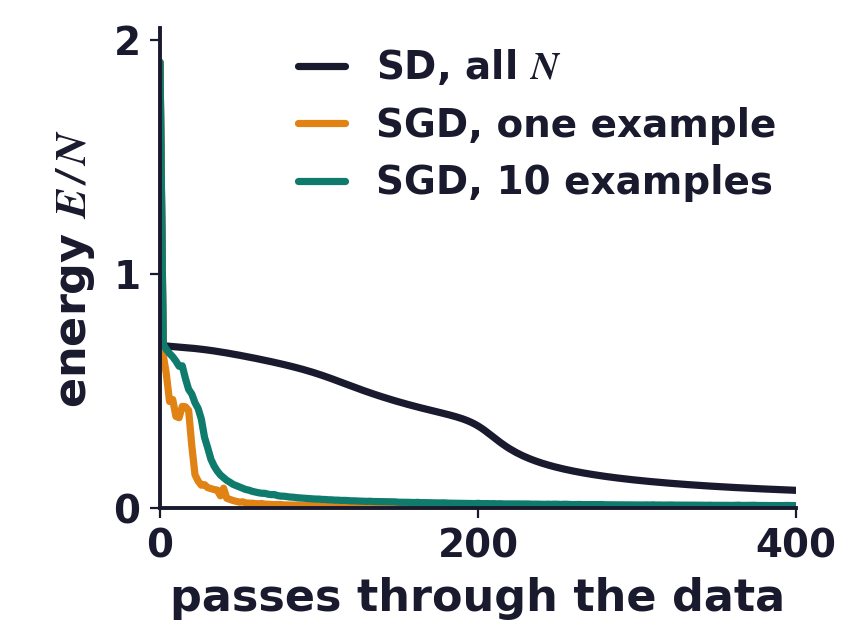 2
1
0
energy E/N
SD, all N
SGD, one example
SGD, 10 examples
0 200 400
passes through the data